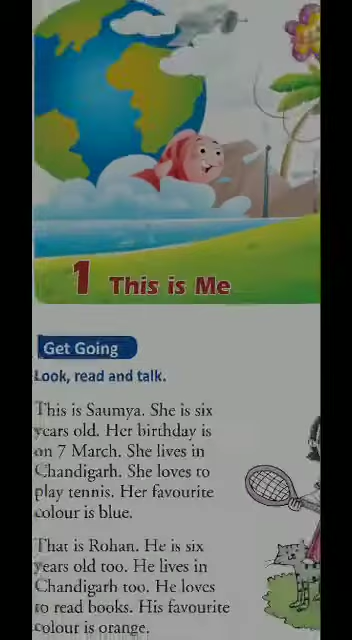 1 This is Me
Get Going
Look, read and talk.
This is Saumya. She is six
years old. Her birthday is
on 7 March. She lives in
Chandigarh. She loves to
play tennis. Her favourite
colour is blue.
That is Rohan. He is six
years old too. He lives in
Chandigarh too. He loves
to read books. His favourite
colour is orange.